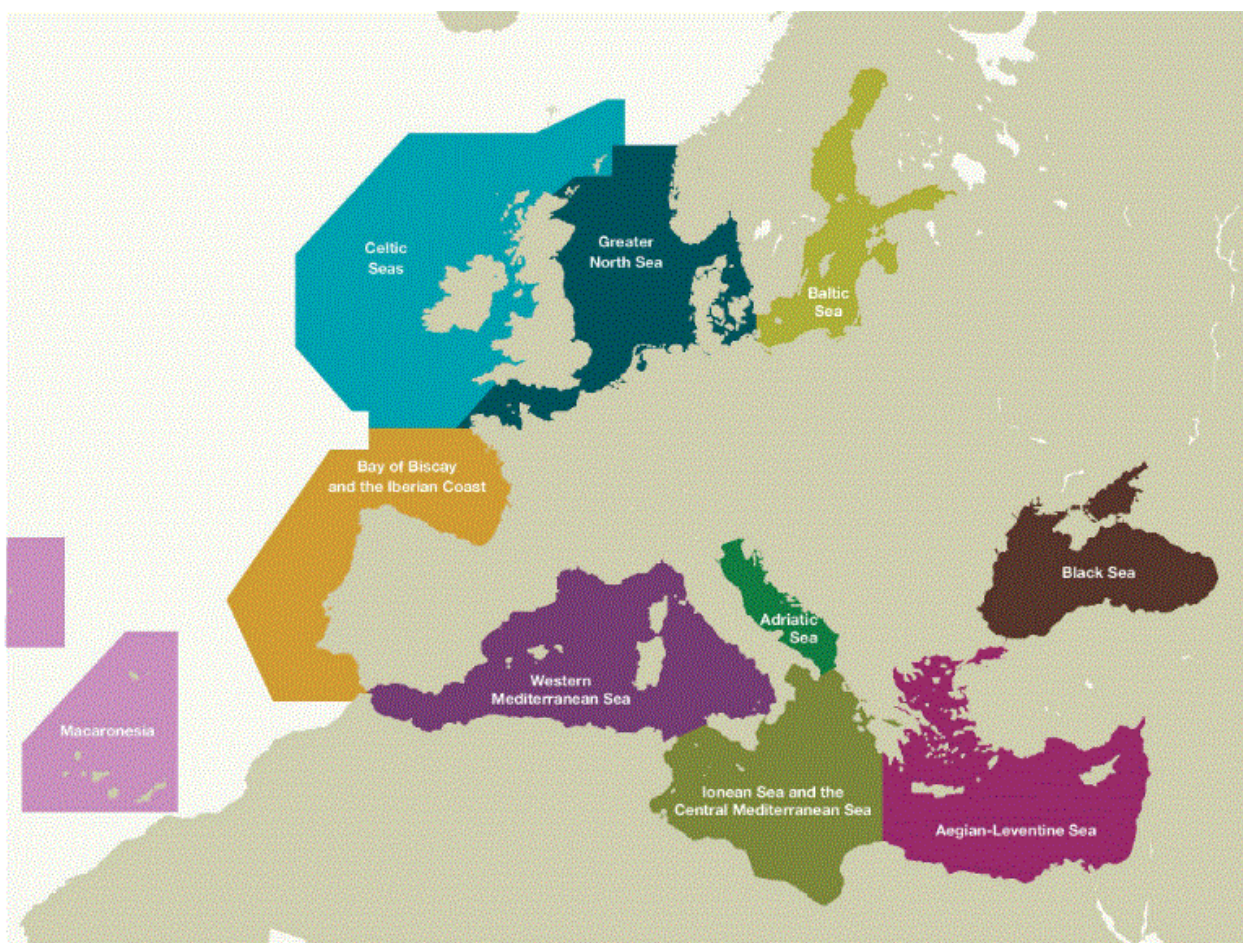 Celtic
Seas
Greater
North Sea
Baltic
Sea
Bay of Biscay
and the Iberian Coast
Black Sea
Adriatic
Sea
Western
Mediterranean Sea
Macaronesia
Ionean Sea and the
Central Mediterranean Sea
Aegian-Leventine Sea